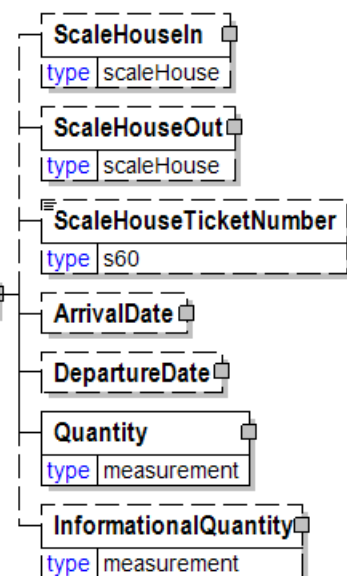 ScaleHouseIn
type scaleHouse
ScaleHouseOut
type scaleHouse
ScaleHouseTicketNumber
type s60
ArrivalDate
DepartureDate
Quantity
type measurement
InformationalQuantity
type measurement